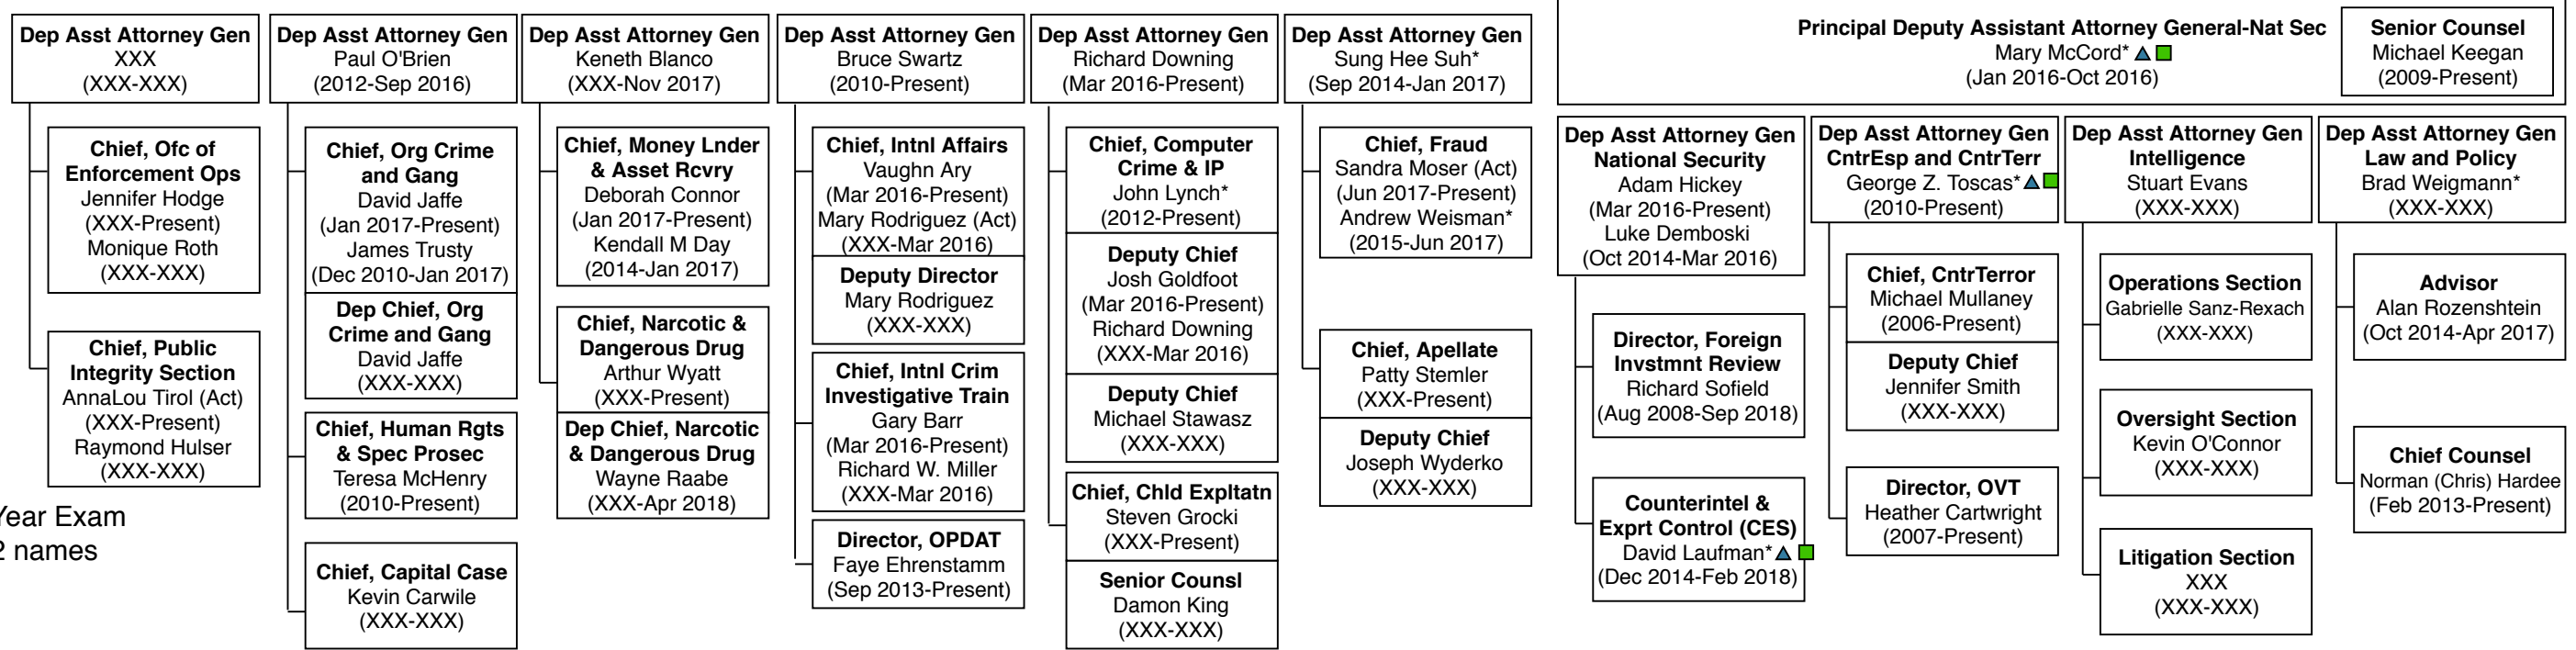 Dep Asst Attorney Gen
XXX
(XXX-XXX)
Chief, Ofc of
Enforcement Ops
Jennifer Hodge
(XXX-Present)
Monique Roth
(XXX-XXX)
Chief, Public
Integrity Section
AnnaLou Tirol (Act)
(XXX-Present)
Raymond Hulser
(XXX-XXX)
Year Exam
2 names
Dep Asst Attorney Gen
Paul O'Brien
(2012-Sep 2016)
Chief, Org Crime
and Gang
David Jaffe
(Jan 2017-Present)
James Trusty
(Dec 2010-Jan 2017)
Dep Chief, Org
Crime and Gang
David Jaffe
(XXX-XXX)
Chief, Human Rgts
& Spec Prosec
Teresa McHenry
(2010-Present)
Chief, Capital Case
Kevin Carwile
(XXX-XXX)
Dep Asst Attorney Gen
Keneth Blanco
(XXX-Nov 2017)
Chief, Money Lnder
& Asset Rcvry
Deborah Connor
(Jan 2017-Present)
Kendall M Day
(2014-Jan 2017)
Chief, Narcotic &
Dangerous Drug
Arthur Wyatt
(XXX-Present)
Dep Chief, Narcotic
& Dangerous Drug
Wayne Raabe
(XXX-Apr 2018)
Dep Asst Attorney Gen
Bruce Swartz
(2010-Present)
Chief, Intnl Affairs
Vaughn Ary
(Mar 2016-Present)
Mary Rodriguez (Act)
(XXX-Mar 2016)
Deputy Director
Mary Rodriguez
(XXX-XXX)
Chief, Intnl Crim
Investigative Train
Gary Barr
(Mar 2016-Present)
Richard W. Miller
(XXX-Mar 2016)
Director, OPDAT
Faye Ehrenstamm
(Sep 2013-Present)
Dep Asst Attorney Gen
Richard Downing
(Mar 2016-Present)
Chief, Computer
Crime & IP
John Lynch*
(2012-Present)
Deputy Chief
Josh Goldfoot
(Mar 2016-Present)
Richard Downing
(XXX-Mar 2016)
Deputy Chief
Michael Stawasz
(XXX-XXX)
Chief, Chld Expltatn
Steven Grocki
(XXX-Present)
Senior Counsl
Damon King
(XXX-XXX)
Dep Asst Attorney Gen
Sung Hee Suh*
(Sep 2014-Jan 2017)
Chief, Fraud
Sandra Moser (Act)
(Jun 2017-Present)
Andrew Weisman*
(2015-Jun 2017)
Chief, Apellate
Patty Stemler
(XXX-Present)
Deputy Chief
Joseph Wyderko
(XXX-XXX)
Principal Deputy Assistant Attorney General-Nat Sec
Mary McCord*
(Jan 2016-Oct 2016)
Senior Counsel
Michael Keegan
(2009-Present)
Dep Asst Attorney Gen
National Security
Adam Hickey
(Mar 2016-Present)
Luke Demboski
(Oct 2014-Mar 2016)
Director, Foreign
Invstmnt Review
Richard Sofield
(Aug 2008-Sep 2018)
Counterintel &
Exprt Control (CES)
David Laufman*
(Dec 2014-Feb 2018)
Dep Asst Attorney Gen
CntrEsp and CntrTerr
George Z. Toscas*
(2010-Present)
Chief, CntrTerror
Michael Mullaney
(2006-Present)
Deputy Chief
Jennifer Smith
(XXX-XXX)
Director, OVT
Heather Cartwright
(2007-Present)
Dep Asst Attorney Gen
Intelligence
Stuart Evans
(XXX-XXX)
Operations Section
Gabrielle Sanz-Rexach
(XXX-XXX)
Oversight Section
Kevin O'Connor
(XXX-XXX)
Litigation Section
XXX
(XXX-XXX)
Dep Asst Attorney Gen
Law and Policy
Brad Weigmann*
(XXX-XXX)
Advisor
Alan Rozenshtein
(Oct 2014-Apr 2017)
Chief Counsel
Norman (Chris) Hardee
(Feb 2013-Present)